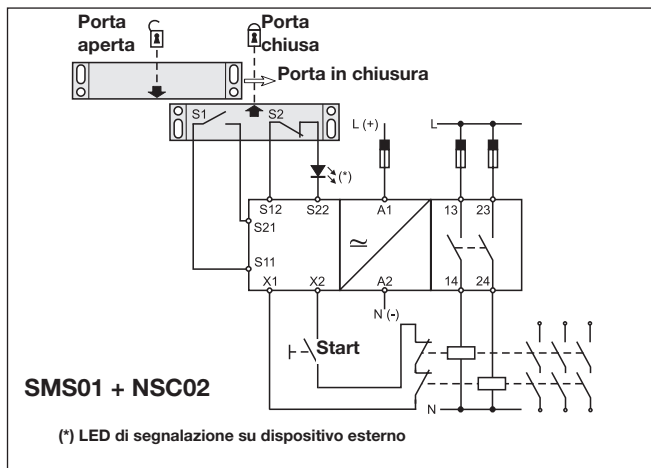 Porta
aperta
Porta
chiusa
Porta in chiusura
S1
S2
L (+)
L
(*)
S12
S22
A1
13
23
S21
≃
S11
X1
X2
A2
14
24
N (-)
Start
SMS01 + NSC02
N
(*) LED di segnalazione su dispositivo esterno